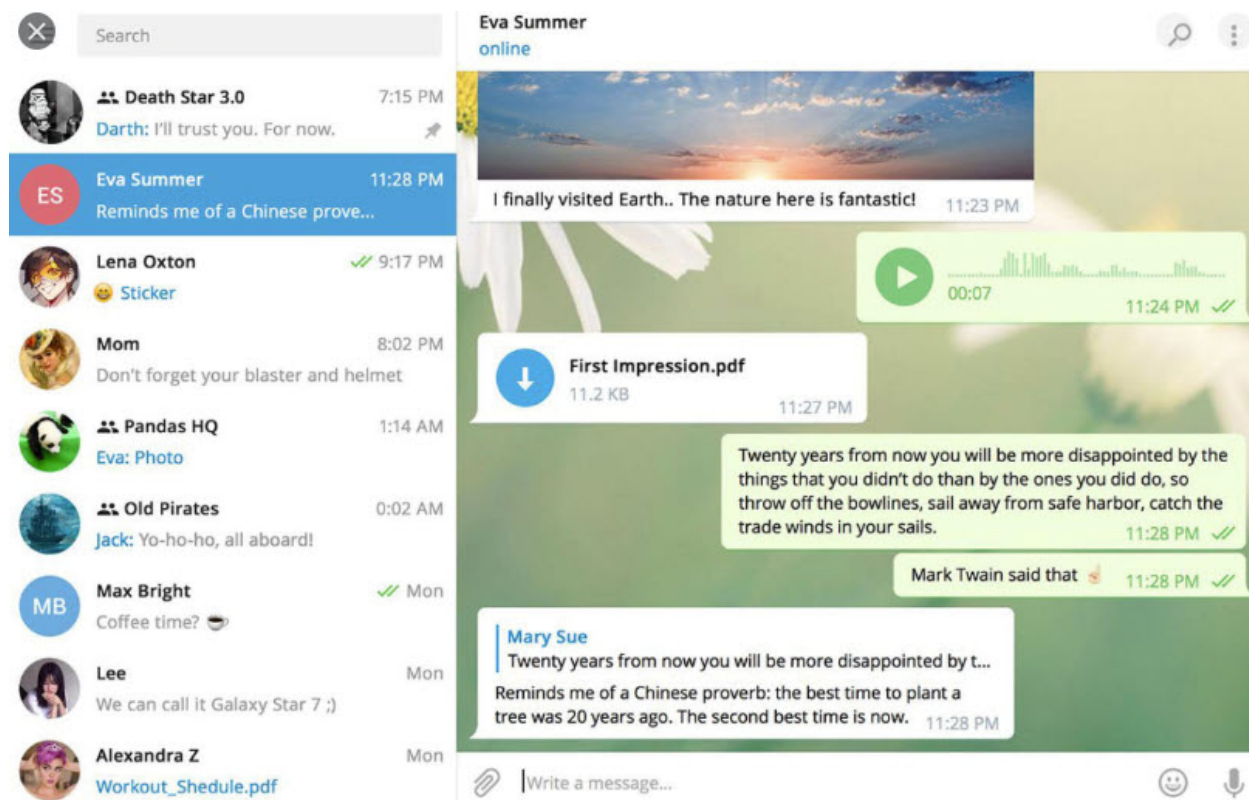 Search
Death Star 3.0 7:15 PM
Darth: I'll trust you. For now.
ES
Eva Summer 11:28 PM
Reminds me of a Chinese prove...
Lena Oxton 9:17 PM
😀 Sticker
Mom 8:02 PM
Don't forget your blaster and helmet
Pandas HQ 1:14 AM
Eva: Photo
Old Pirates 0:02 AM
Jack: Yo-ho-ho, all aboard!
MB
Max Bright Mon
Coffee time? ☕
Lee Mon
We can call it Galaxy Star 7 ;)
Alexandra Z Mon
Workout_Shedule.pdf
Eva Summer
online
I finally visited Earth.. The nature here is fantastic! 11:23 PM
00:07
11:24 PM
First Impression.pdf
11.2 KB
11:27 PM
Twenty years from now you will be more disappointed by the
things that you didn't do than by the ones you did do, so
throw off the bowlines, sail away from safe harbor, catch the
trade winds in your sails. 11:28 PM
Mark Twain said that ☝🏻 11:28 PM
Mary Sue
Twenty years from now you will be more disappointed by t...
Reminds me of a Chinese proverb: the best time to plant a
tree was 20 years ago. The second best time is now. 11:28 PM
Write a message...